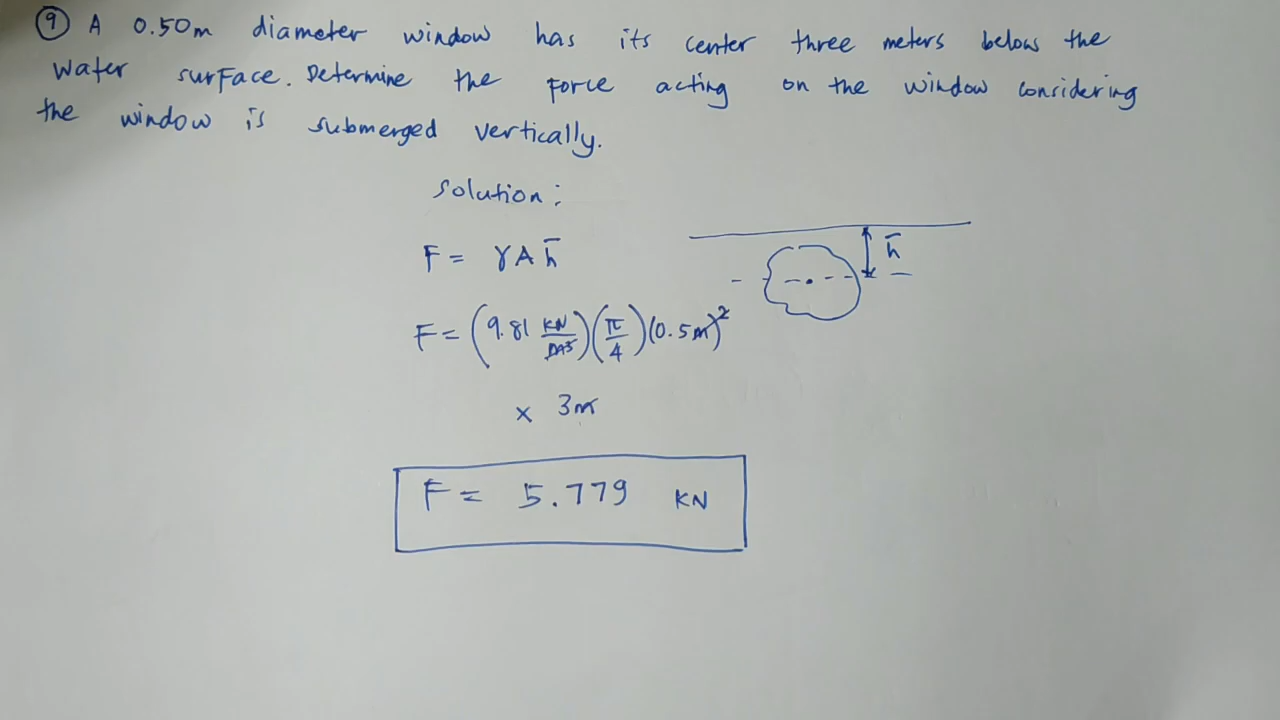 ⑨ A 0.50m diameter window has its center three meters below the
water surface. Determine the force acting on the window considering
the window is submerged vertically.
Solution:
F = γAh̄
h̄
F = (9.81 KN/m³)(π/4)(0.5m)²
× 3m
F = 5.779 KN